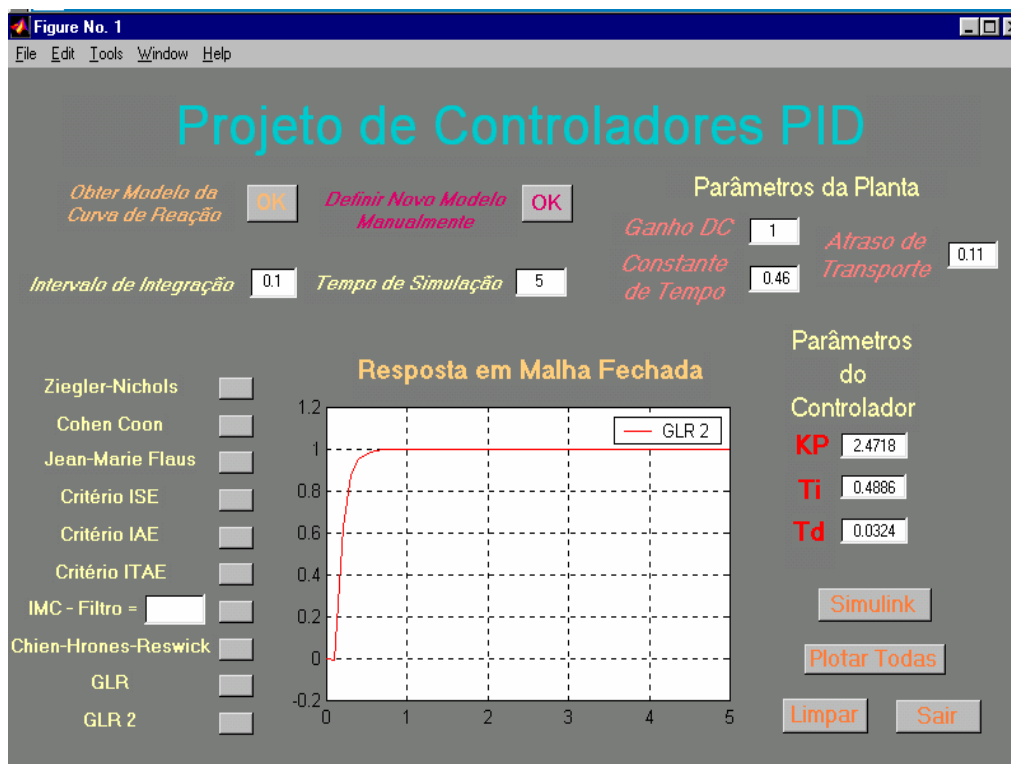 Figure No. 1
File Edit Tools Window Help
Projeto de Controladores PID
Obter Modelo da
Curva de Reação
OK
Definir Novo Modelo
Manualmente
OK
Parâmetros da Planta
Ganho DC
1
Constante
de Tempo
0.46
Atraso de
Transporte
0.11
Intervalo de Integração
0.1
Tempo de Simulação
5
Ziegler-Nichols
Cohen Coon
Jean-Marie Flaus
Critério ISE
Critério IAE
Critério ITAE
IMC - Filtro =
Chien-Hrones-Reswick
GLR
GLR 2
Resposta em Malha Fechada
GLR 2
1.2
1
0.8
0.6
0.4
0.2
0
-0.2
0 1 2 3 4 5
Parâmetros
do
Controlador
KP 2.4718
Ti 0.4886
Td 0.0324
Simulink
Plotar Todas
Limpar
Sair